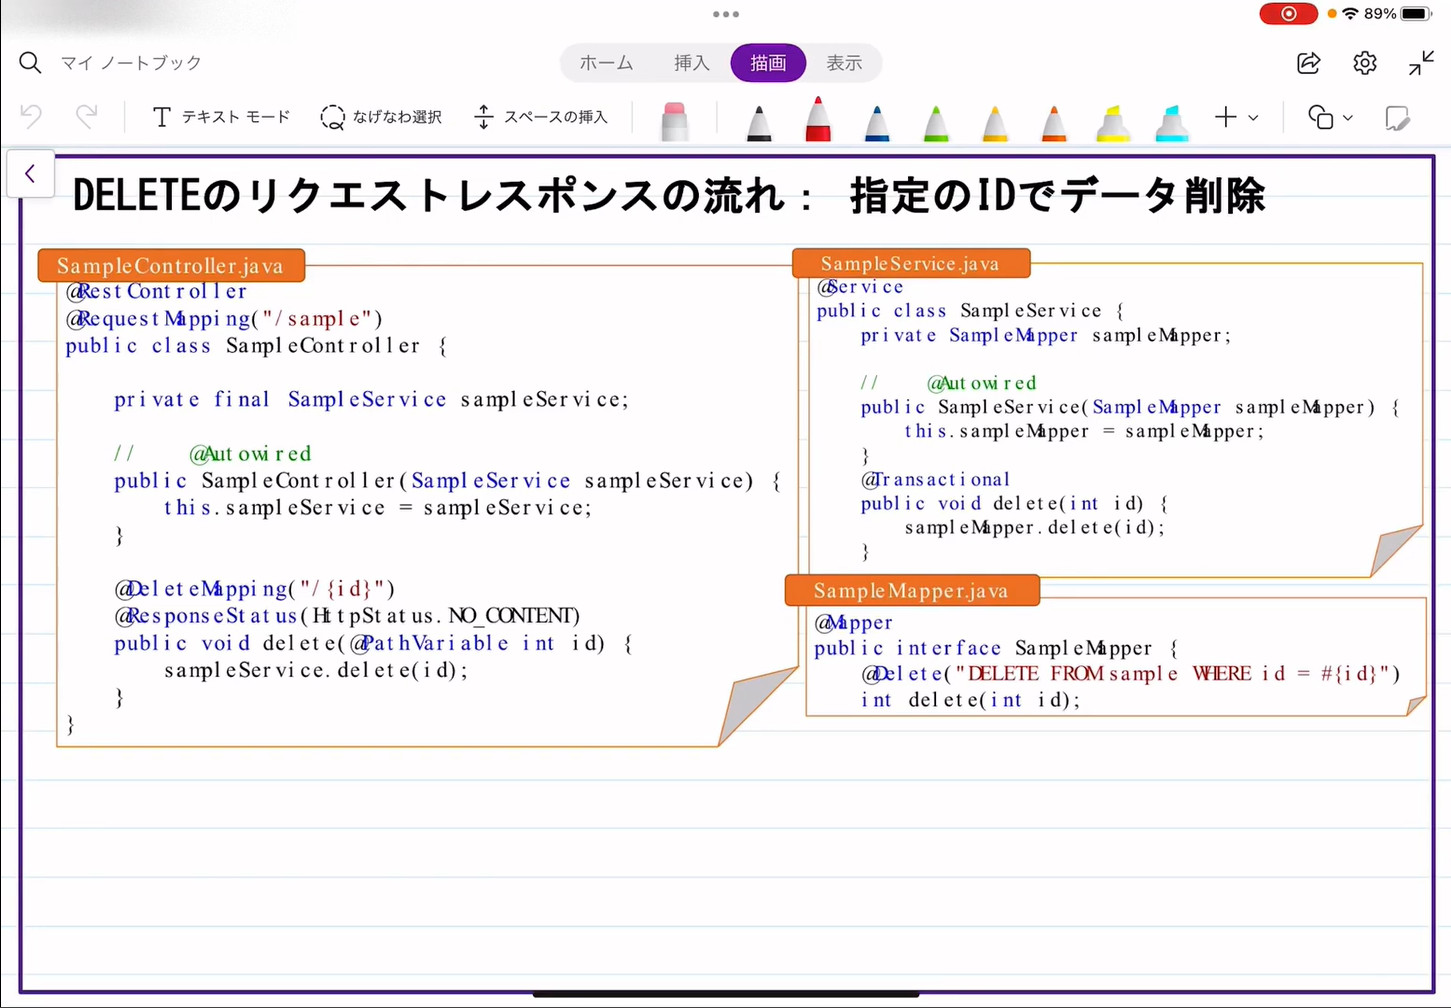 89%
マイ ノートブック
ホーム 挿入 描画 表示
テキスト モード なげなわ選択 スペースの挿入
DELETEのリクエストレスポンスの流れ： 指定のIDでデータ削除
SampleController.java
@RestController
@RequestMapping("/sample")
public class SampleController {
private final SampleService sampleService;
// @Autowired
public SampleController(SampleService sampleService) {
this.sampleService = sampleService;
}
@DeleteMapping("/{id}")
@ResponseStatus(HttpStatus.NO_CONTENT)
public void delete(@PathVariable int id) {
sampleService.delete(id);
}
}
SampleService.java
@Service
public class SampleService {
private SampleMapper sampleMapper;
// @Autowired
public SampleService(SampleMapper sampleMapper) {
this.sampleMapper = sampleMapper;
}
@Transactional
public void delete(int id) {
sampleMapper.delete(id);
}
SampleMapper.java
@Mapper
public interface SampleMapper {
@Delete("DELETE FROM sample WHERE id = #{id}")
int delete(int id);